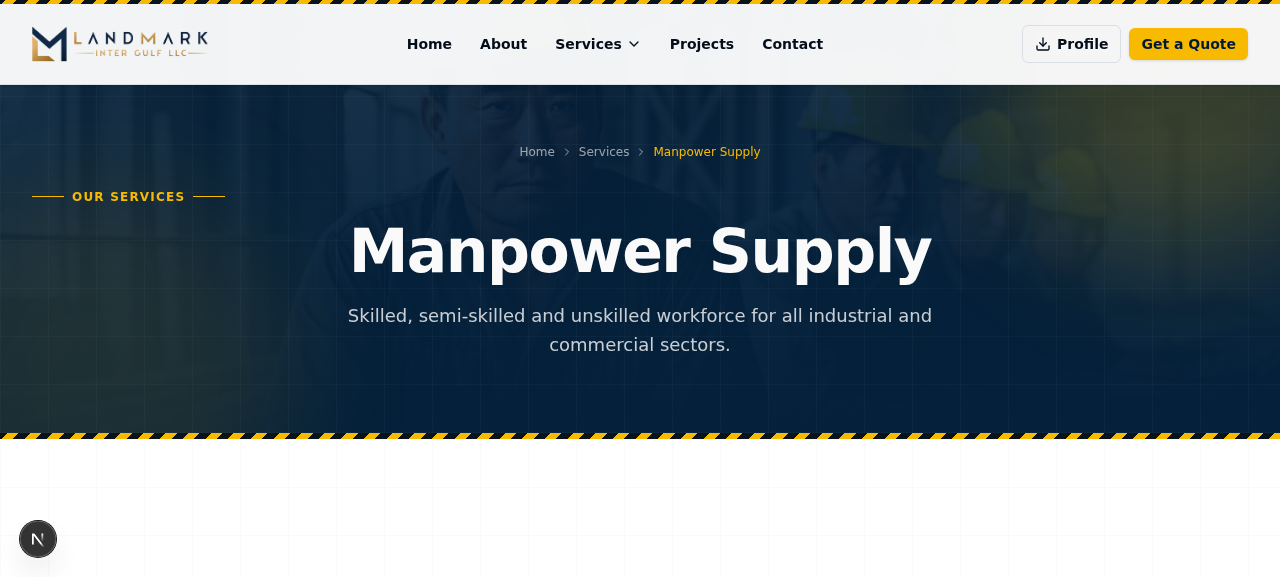 LANDMARK
INTER GULF LLC
Home
About
Services
Projects
Contact
Profile
Get a Quote
Home > Services > Manpower Supply
OUR SERVICES
Manpower Supply
Skilled, semi-skilled and unskilled workforce for all industrial and
commercial sectors.
N